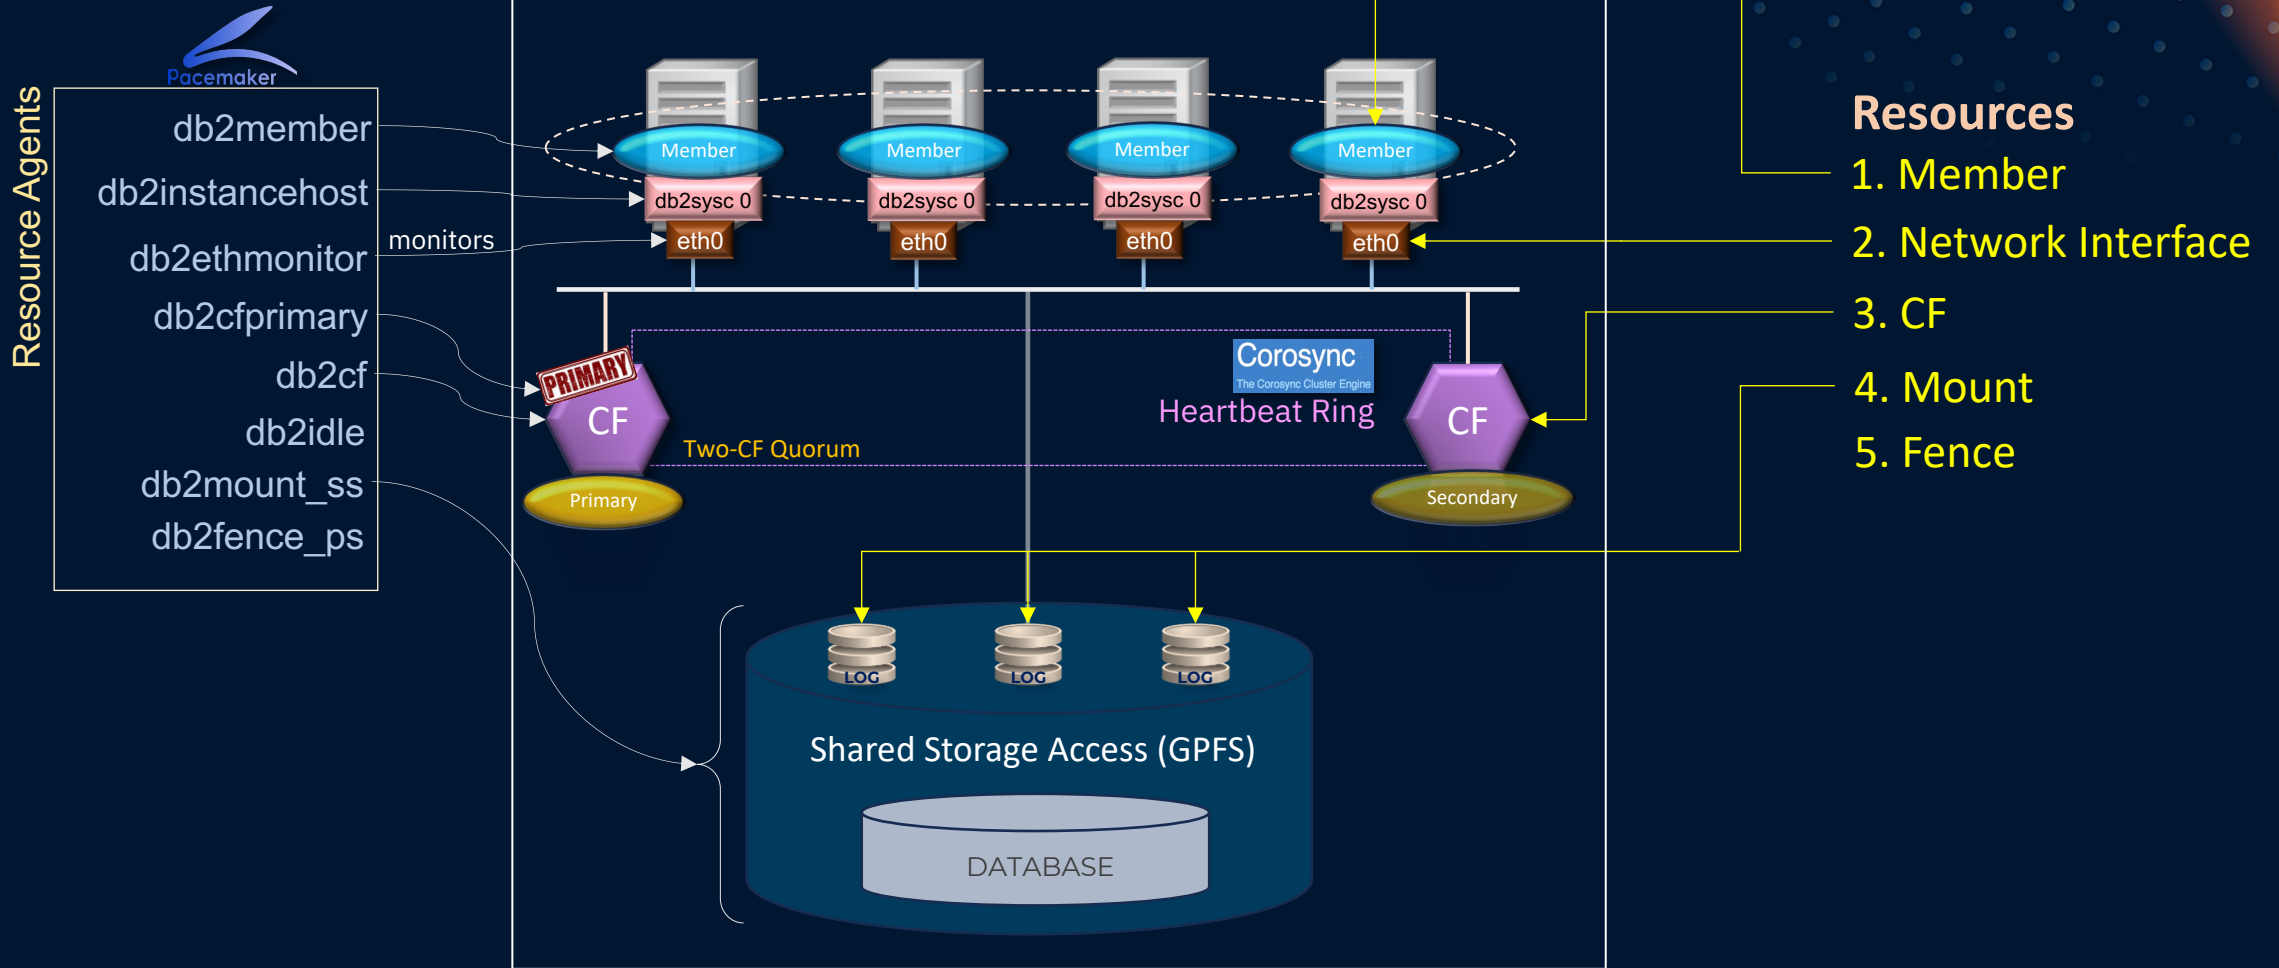 Pacemaker
Resource Agents
db2member
db2instancehost
db2ethmonitor
db2cfprimary
db2cf
db2idle
db2mount_ss
db2fence_ps
monitors
Member
Member
Member
Member
db2sysc 0
db2sysc 0
db2sysc 0
db2sysc 0
eth0
eth0
eth0
eth0
PRIMARY
CF
Primary
Two-CF Quorum
Corosync
The Corosync Cluster Engine
Heartbeat Ring
CF
Secondary
LOG
LOG
LOG
Shared Storage Access (GPFS)
DATABASE
Resources
1. Member
2. Network Interface
3. CF
4. Mount
5. Fence